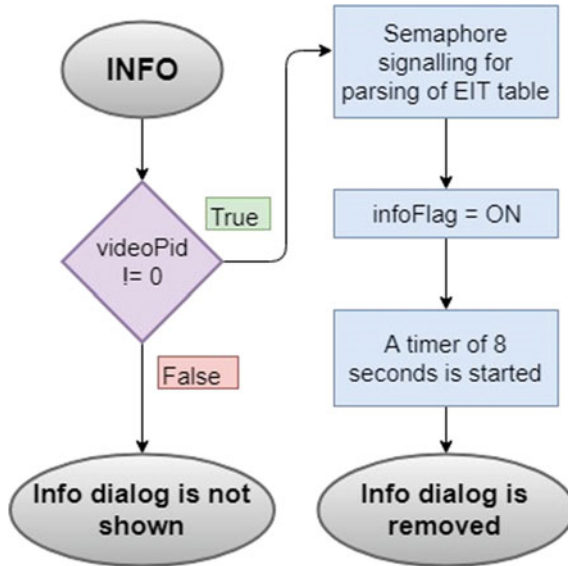 INFO
videoPid
!= 0
True
False
Info dialog is not
shown
Semaphore
signalling for
parsing of EIT table
infoFlag = ON
A timer of 8
seconds is started
Info dialog is
removed